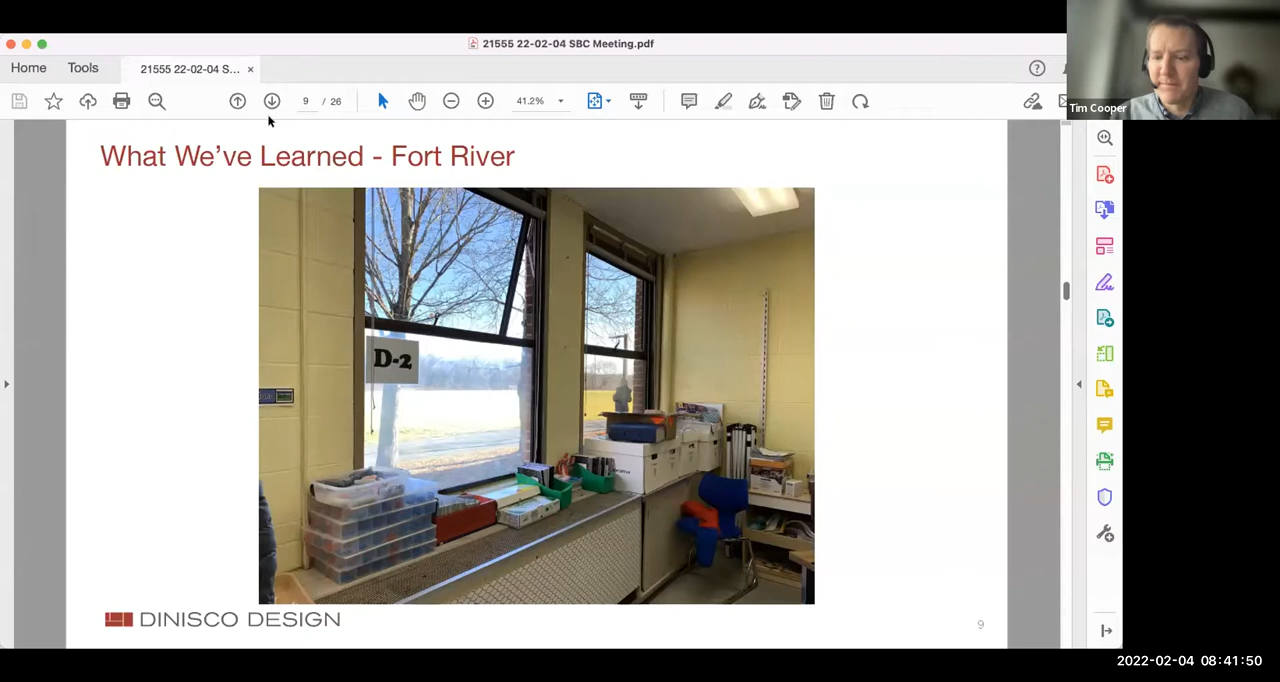 21555 22-02-04 SBC Meeting.pdf
Home
Tools
21555 22-02-04 S... ×
9 / 26
41.2%
Tim Cooper
What We've Learned - Fort River
D-2
DINISCO DESIGN
9
2022-02-04 08:41:50